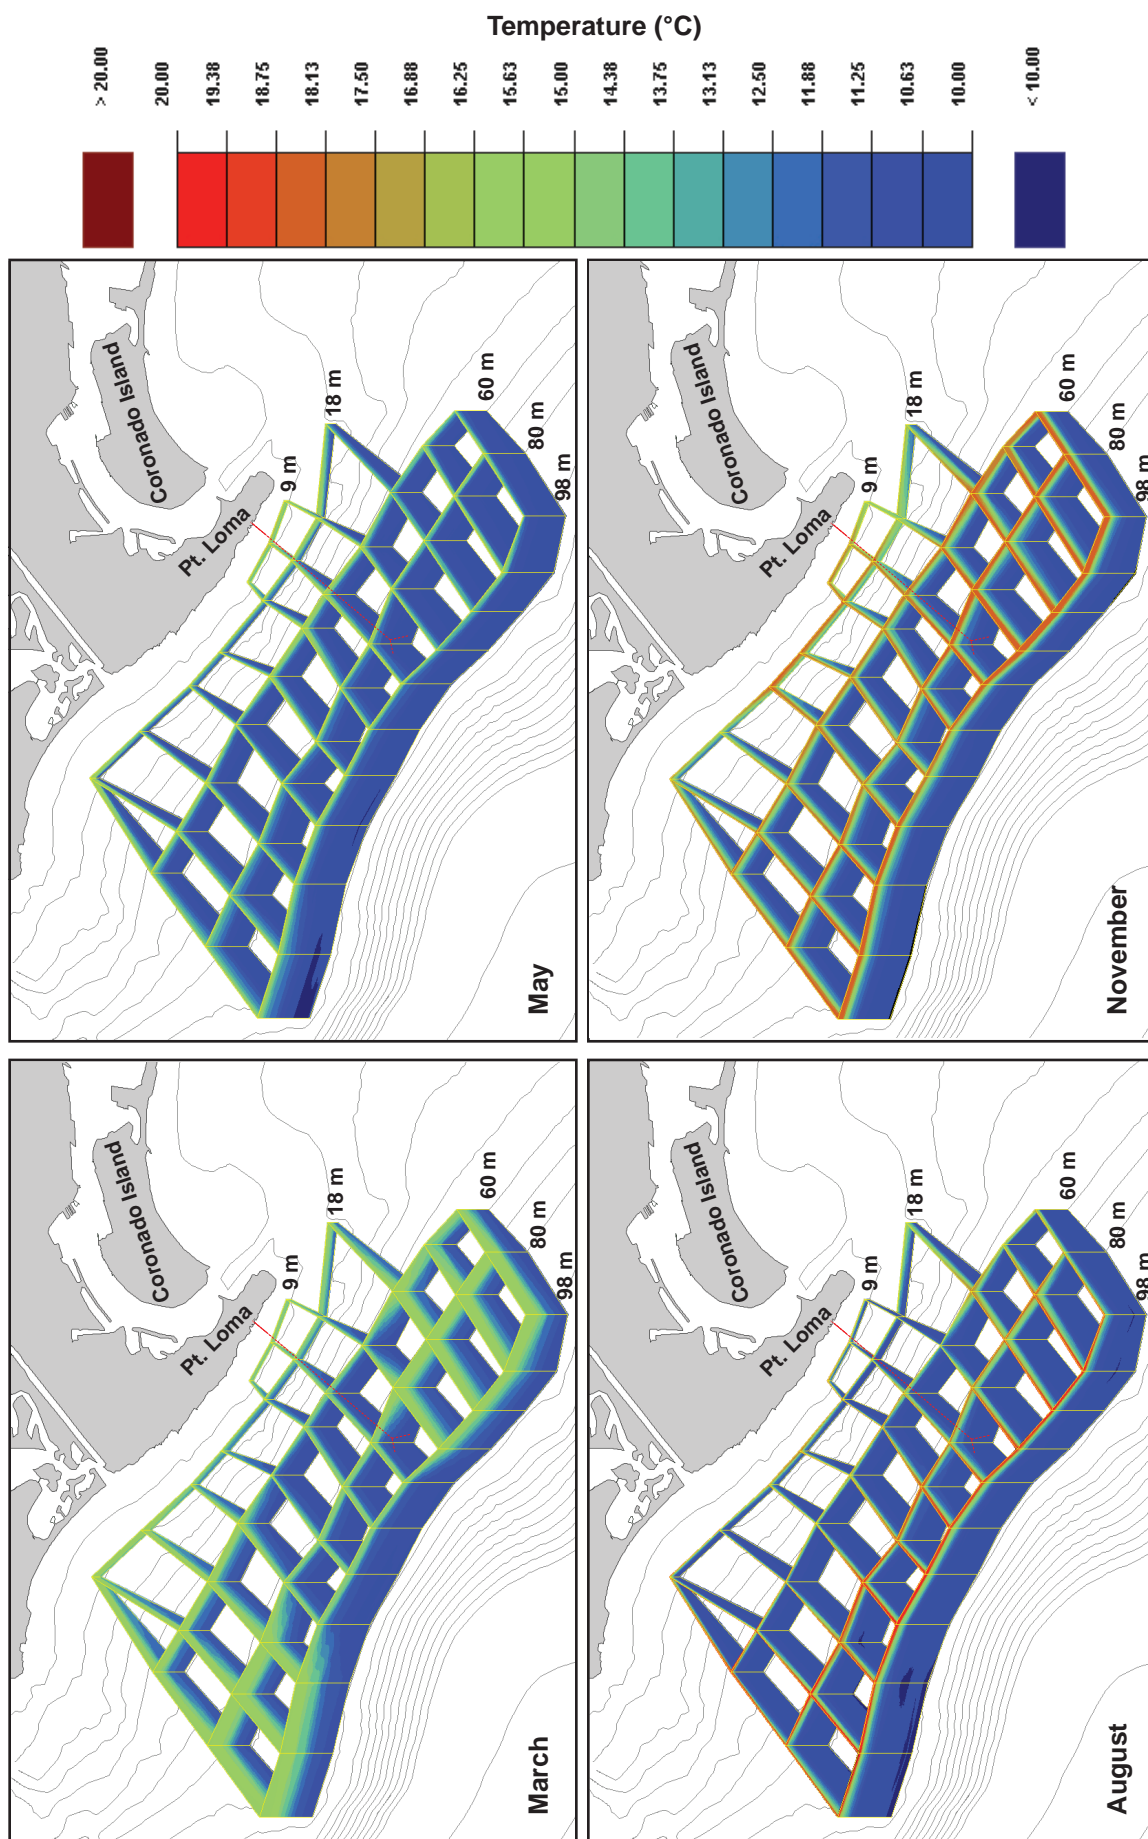 Temperature (°C)
> 20.00
20.00
19.38
18.75
18.13
17.50
16.88
16.25
15.63
15.00
14.38
13.75
13.13
12.50
11.88
11.25
10.63
10.00
< 10.00
Coronado Island
Pt. Loma
9 m
18 m
60 m
80 m
98 m
May
Coronado Island
Pt. Loma
9 m
18 m
60 m
80 m
98 m
November
Coronado Island
Pt. Loma
9 m
18 m
60 m
80 m
98 m
March
Coronado Island
Pt. Loma
9 m
18 m
60 m
80 m
98 m
August